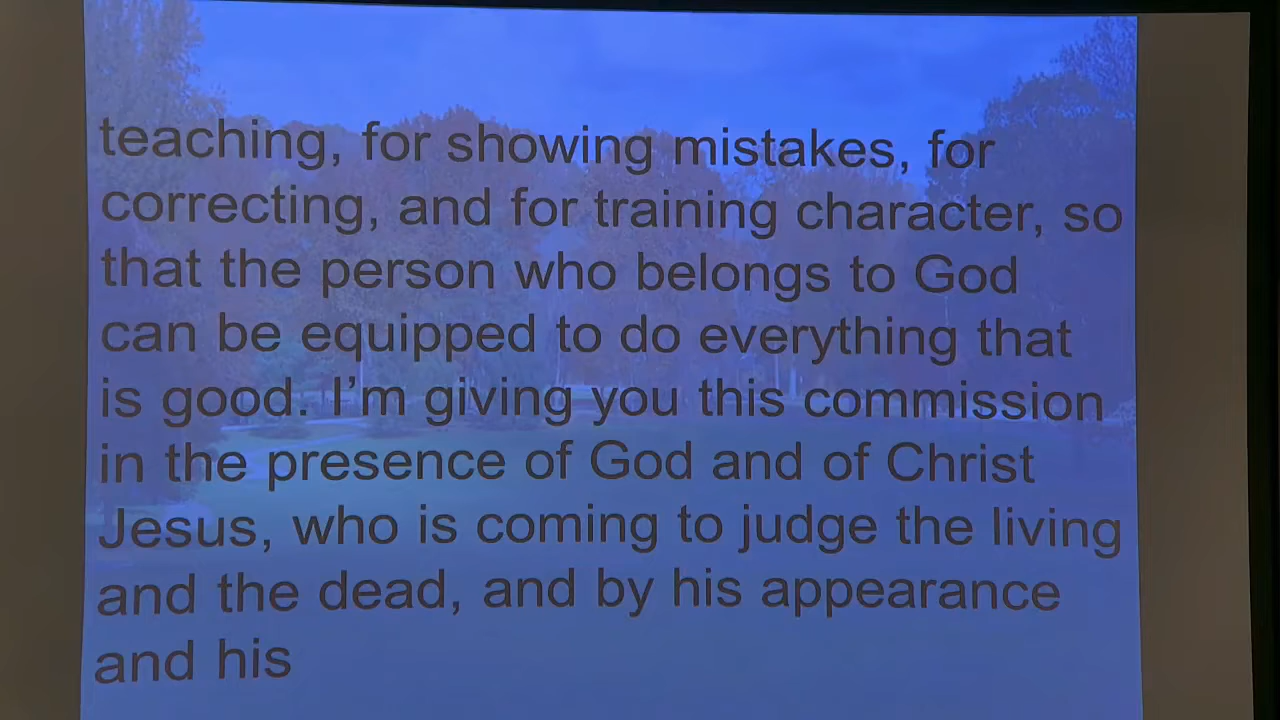 teaching, for showing mistakes, for
correcting, and for training character, so
that the person who belongs to God
can be equipped to do everything that
is good. I’m giving you this commission
in the presence of God and of Christ
Jesus, who is coming to judge the living
and the dead, and by his appearance
and his